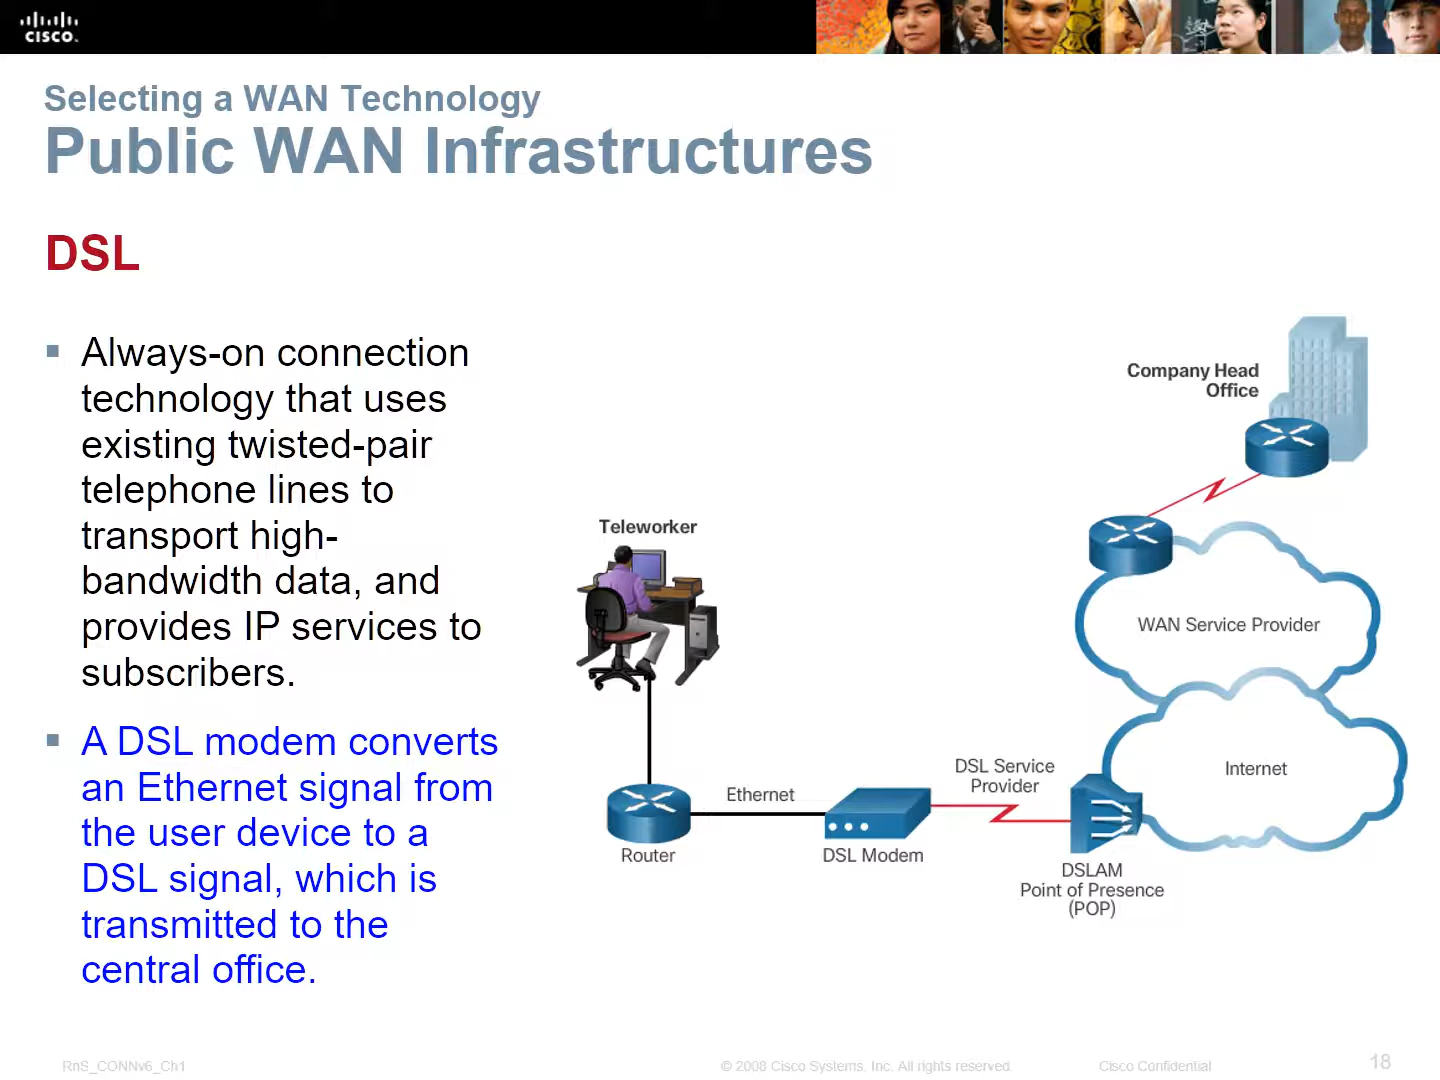 CISCO
Selecting a WAN Technology
Public WAN Infrastructures
DSL
Always-on connection
technology that uses
existing twisted-pair
telephone lines to
transport high-
bandwidth data, and
provides IP services to
subscribers.
A DSL modem converts
an Ethernet signal from
the user device to a
DSL signal, which is
transmitted to the
central office.
Company Head
Office
Teleworker
WAN Service Provider
Internet
DSL Service
Provider
Ethernet
Router
DSL Modem
DSLAM
Point of Presence
(POP)
RnS_CONNv6_Ch1
© 2008 Cisco Systems, Inc. All rights reserved.
Cisco Confidential
18